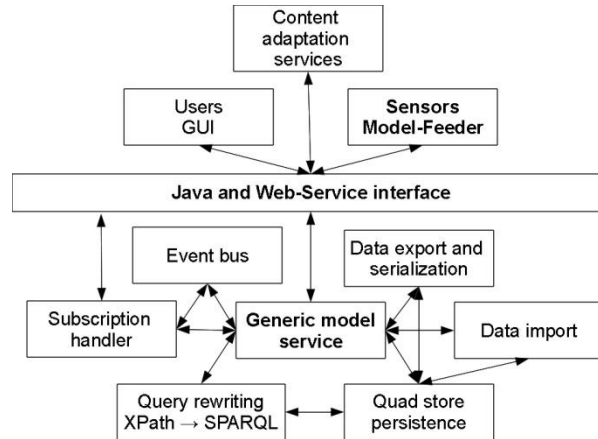 Content
adaptation
services
Users
GUI
Sensors
Model-Feeder
Java and Web-Service interface
Event bus
Data export and
serialization
Subscription
handler
Generic model
service
Data import
Query rewriting
XPath → SPARQL
Quad store
persistence